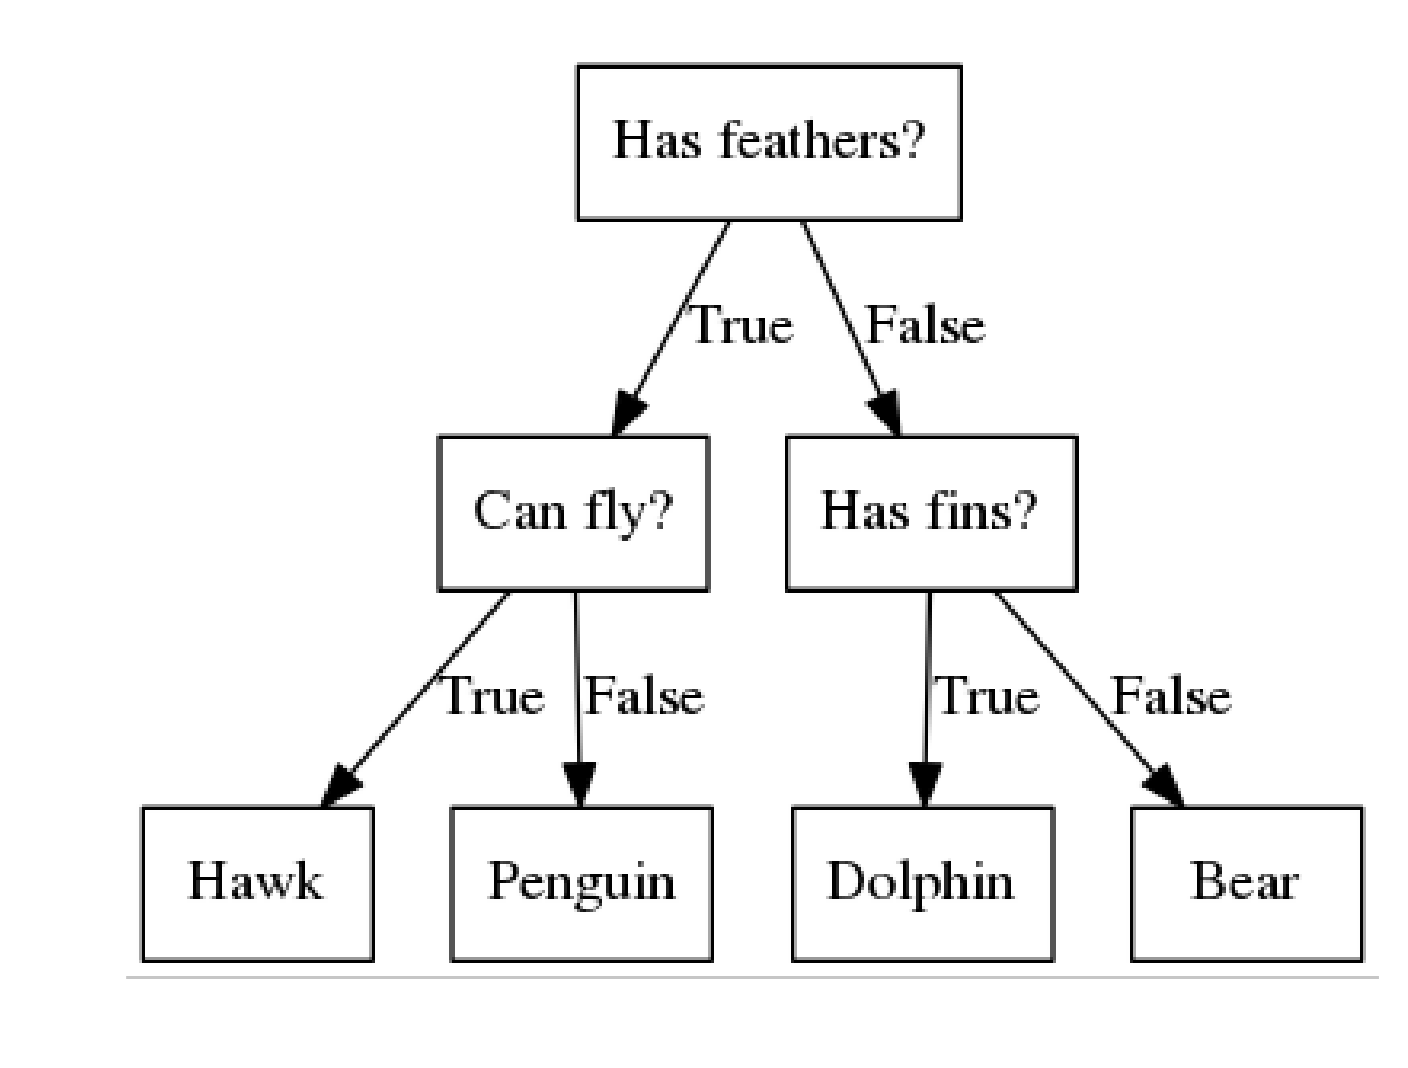 Has feathers?
True
False
Can fly?
Has fins?
True
False
True
False
Hawk
Penguin
Dolphin
Bear